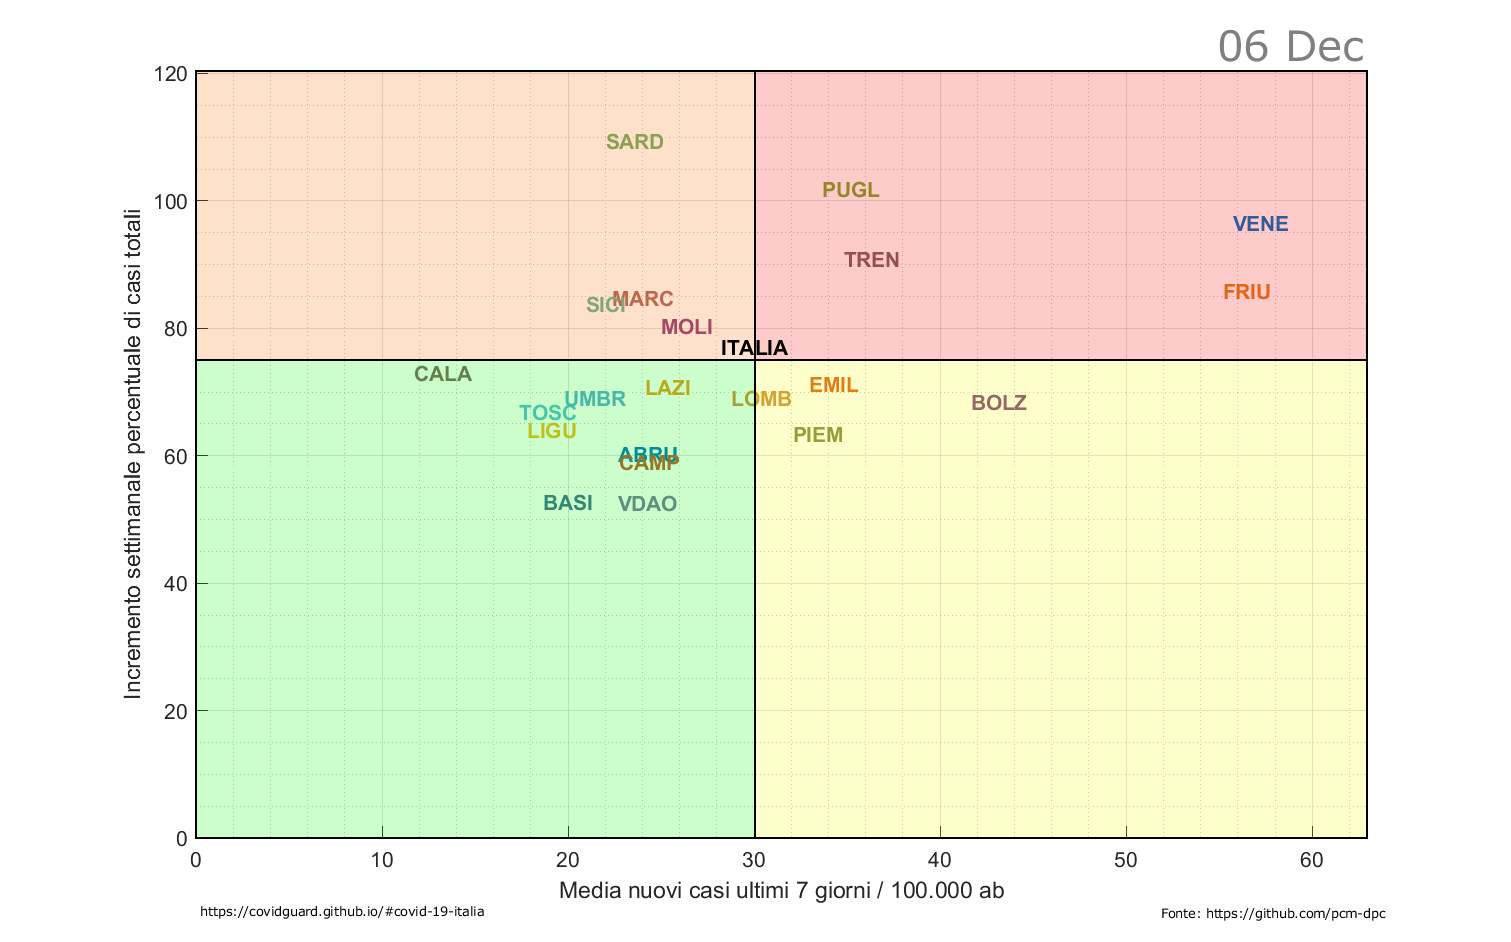 06 Dec
120
100
80
60
40
20
0
Incremento settimanale percentuale di casi totali
SARD
PUGL
VENE
TREN
FRIU
MARC
SICI
MOLI
ITALIA
CALA
EMIL
LAZI
UMBR
LOMB
BOLZ
TOSC
LIGU
PIEM
ABRU
CAMP
BASI
VDAO
0 10 20 30 40 50 60
Media nuovi casi ultimi 7 giorni / 100.000 ab
https://covidguard.github.io/#covid-19-italia
Fonte: https://github.com/pcm-dpc